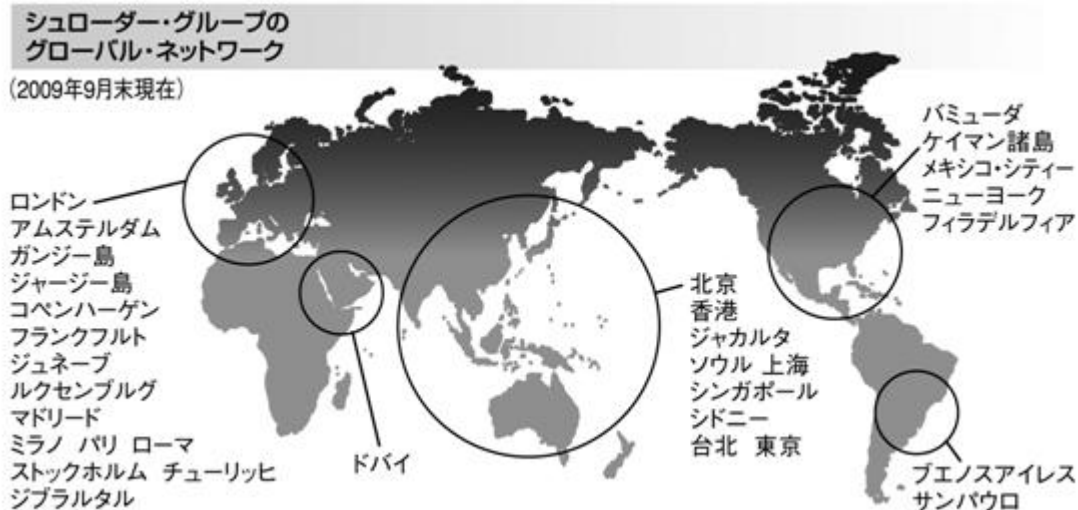 シュローダー・グループの
グローバル・ネットワーク
(2009年9月末現在)
ロンドン
アムステルダム
ガンジー島
ジャージー島
コペンハーゲン
フランクフルト
ジュネーブ
ルクセンブルグ
マドリード
ミラノ パリ ローマ
ストックホルム チューリッヒ
ジブラルタル
ドバイ
北京
香港
ジャカルタ
ソウル 上海
シンガポール
シドニー
台北 東京
バミューダ
ケイマン諸島
メキシコ・シティー
ニューヨーク
フィラデルフィア
ブエノスアイレス
サンパウロ